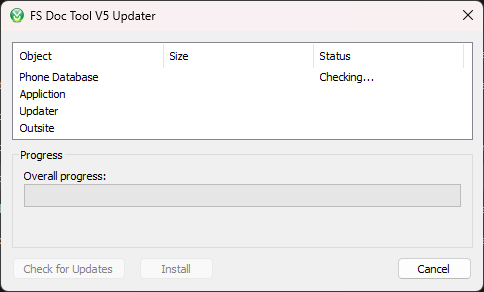 FS Doc Tool V5 Updater
Object Size Status
Phone Database Checking...
Appliction
Updater
Outsite
Progress
Overall progress:
Check for Updates Install Cancel